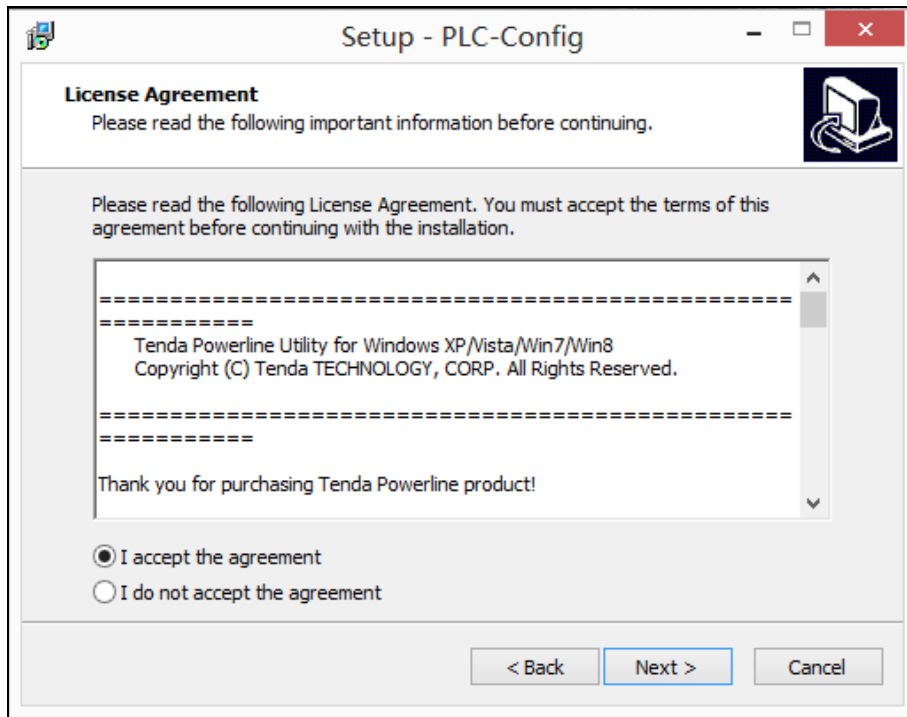 Setup - PLC-Config
License Agreement
Please read the following important information before continuing.
Please read the following License Agreement. You must accept the terms of this
agreement before continuing with the installation.
=================================================
===========
Tenda Powerline Utility for Windows XP/Vista/Win7/Win8
Copyright (C) Tenda TECHNOLOGY, CORP. All Rights Reserved.
=================================================
===========
Thank you for purchasing Tenda Powerline product!
I accept the agreement
I do not accept the agreement
< Back
Next >
Cancel